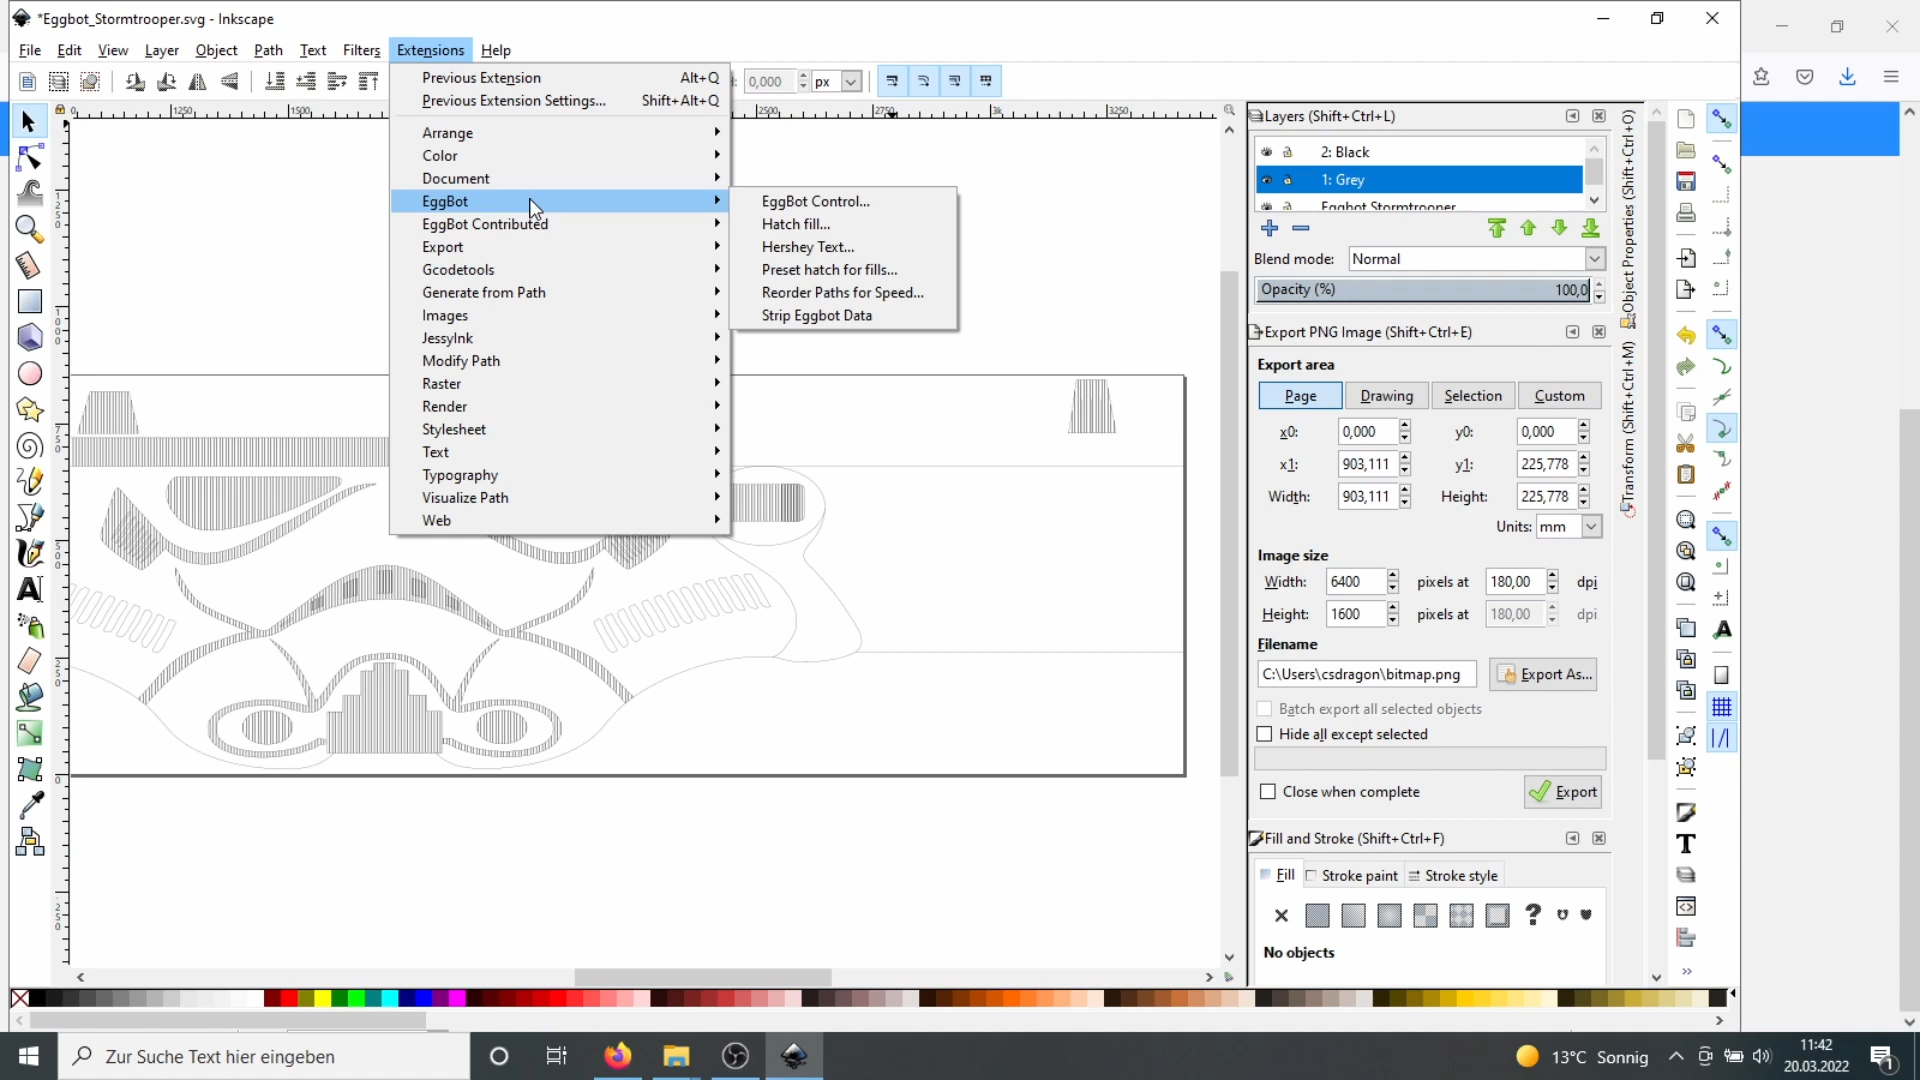 *Eggbot_Stormtrooper.svg - Inkscape
File Edit View Layer Object Path Text Filters Extensions Help
0,000 px
Previous Extension Alt+Q
Previous Extension Settings... Shift+Alt+Q
Arrange
Color
Document
EggBot
EggBot Contributed
Export
Gcodetools
Generate from Path
Images
JessyInk
Modify Path
Raster
Render
Stylesheet
Text
Typography
Visualize Path
Web
EggBot Control...
Hatch fill...
Hershey Text...
Preset hatch for fills...
Reorder Paths for Speed...
Strip Eggbot Data
1250 1500 2500 2750 3k 3250
Layers (Shift+Ctrl+L)
2: Black
1: Grey
Eggbot Stormtrooper
Blend mode: Normal
Opacity (%) 100,0
Export PNG Image (Shift+Ctrl+E)
Export area
Page Drawing Selection Custom
x0: 0,000 y0: 0,000
x1: 903,111 y1: 225,778
Width: 903,111 Height: 225,778
Units: mm
Image size
Width: 6400 pixels at 180,00 dpi
Height: 1600 pixels at 180,00 dpi
Filename
C:\Users\csdragon\bitmap.png Export As...
Batch export all selected objects
Hide all except selected
Close when complete Export
Fill and Stroke (Shift+Ctrl+F)
Fill Stroke paint Stroke style
No objects
Object Properties (Shift+Ctrl+O)
Transform (Shift+Ctrl+M)
Zur Suche Text hier eingeben
13°C Sonnig
11:42
20.03.2022
1